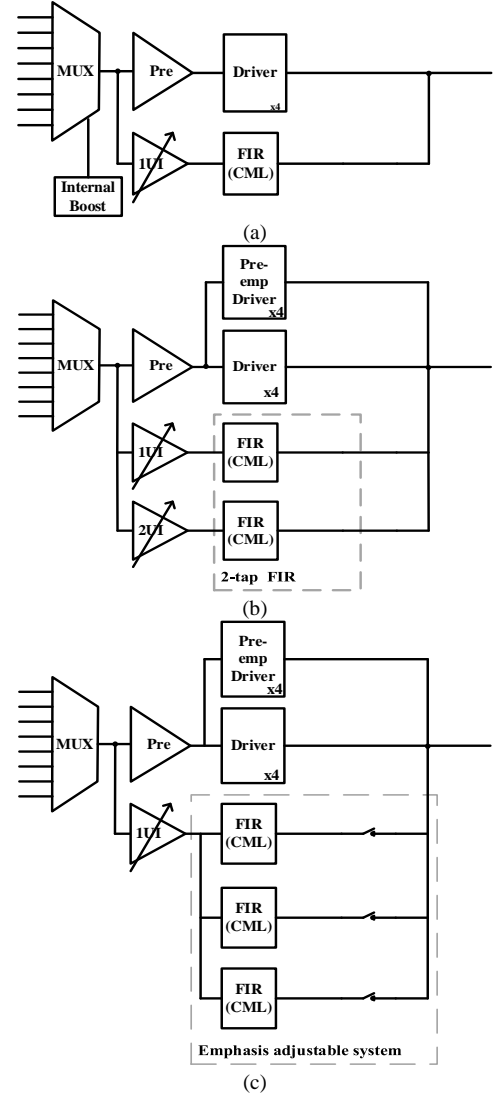 MUX
Pre
Driver
x4
1UI
FIR
(CML)
Internal
Boost
(a)
Pre-
emp
Driver
x4
MUX
Pre
Driver
x4
1UI
FIR
(CML)
2UI
FIR
(CML)
2-tap FIR
(b)
Pre-
emp
Driver
x4
MUX
Pre
Driver
x4
1UI
FIR
(CML)
FIR
(CML)
FIR
(CML)
Emphasis adjustable system
(c)